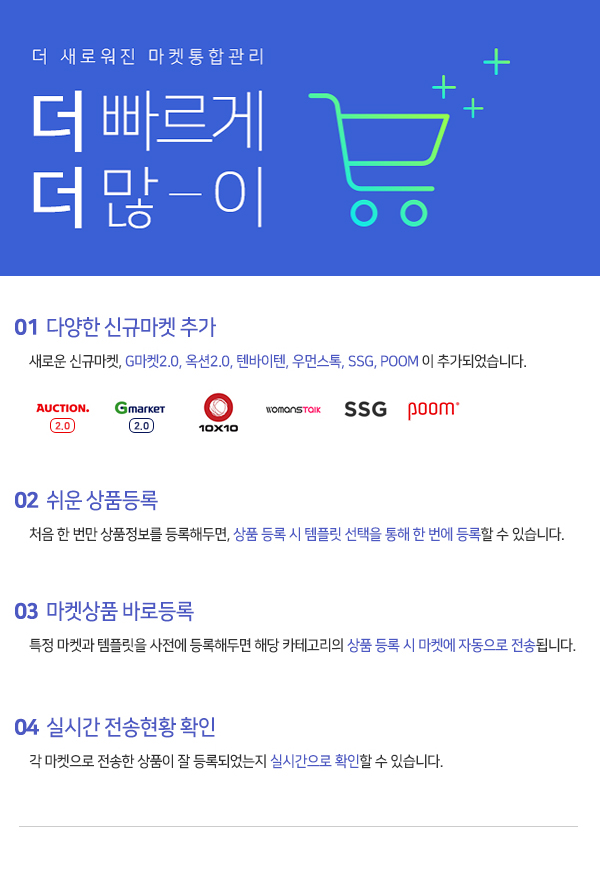 더 새로워진 마켓통합관리
더 빠르게
더 많-이
01 다양한 신규마켓 추가
새로운 신규마켓, G마켓2.0, 옥션2.0, 텐바이텐, 우먼스톡, SSG, POOM 이 추가되었습니다.
AUCTION. Gmarket 10X10 WOMANSTALK SSG poom
2.0 2.0
02 쉬운 상품등록
처음 한 번만 상품정보를 등록해두면, 상품 등록 시 템플릿 선택을 통해 한 번에 등록할 수 있습니다.
03 마켓상품 바로등록
특정 마켓과 템플릿을 사전에 등록해두면 해당 카테고리의 상품 등록 시 마켓에 자동으로 전송됩니다.
04 실시간 전송현황 확인
각 마켓으로 전송한 상품이 잘 등록되었는지 실시간으로 확인할 수 있습니다.